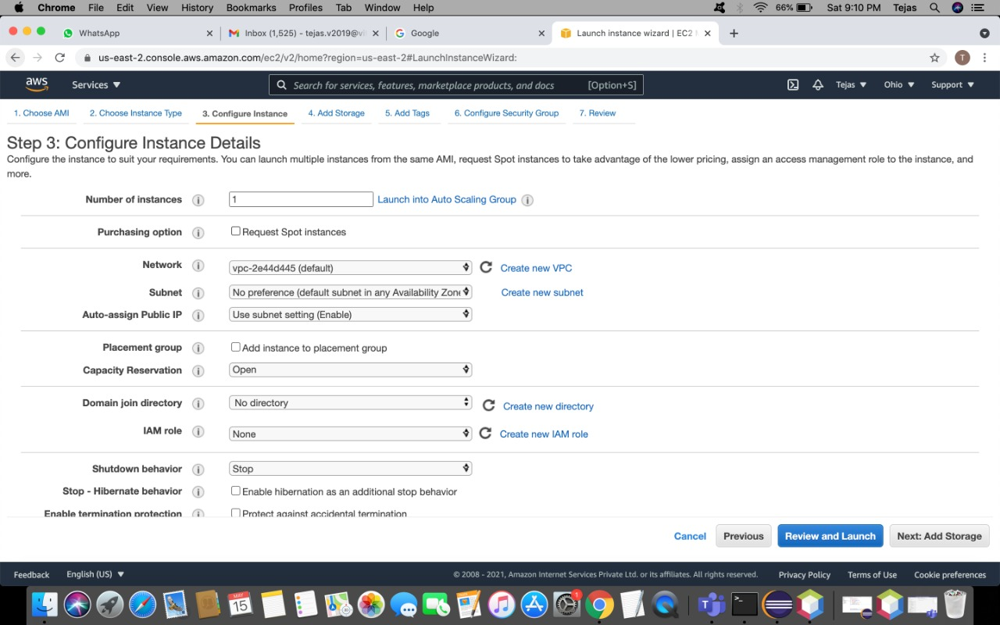 Chrome File Edit View History Bookmarks Profiles Tab Window Help 66% Sat 9:10 PM Tejas
WhatsApp Inbox (1,525) - tejas.v2019@vi Google Launch instance wizard | EC2
us-east-2.console.aws.amazon.com/ec2/v2/home?region=us-east-2#LaunchInstanceWizard: T
aws Services Search for services, features, marketplace products, and docs [Option+S] Tejas Ohio Support
1. Choose AMI 2. Choose Instance Type 3. Configure Instance 4. Add Storage 5. Add Tags 6. Configure Security Group 7. Review
Step 3: Configure Instance Details
Configure the instance to suit your requirements. You can launch multiple instances from the same AMI, request Spot instances to take advantage of the lower pricing, assign an access management role to the instance, and
more.
Number of instances i 1 Launch into Auto Scaling Group i
Purchasing option i Request Spot instances
Network i vpc-2e44d445 (default) Create new VPC
Subnet i No preference (default subnet in any Availability Zone Create new subnet
Auto-assign Public IP i Use subnet setting (Enable)
Placement group i Add instance to placement group
Capacity Reservation i Open
Domain join directory i No directory Create new directory
IAM role i None Create new IAM role
Shutdown behavior i Stop
Stop - Hibernate behavior i Enable hibernation as an additional stop behavior
Enable termination protection i Protect against accidental termination
Cancel Previous Review and Launch Next: Add Storage
Feedback English (US) © 2008 - 2021, Amazon Internet Services Private Ltd. or its affiliates. All rights reserved. Privacy Policy Terms of Use Cookie preferences
MAY
15
1